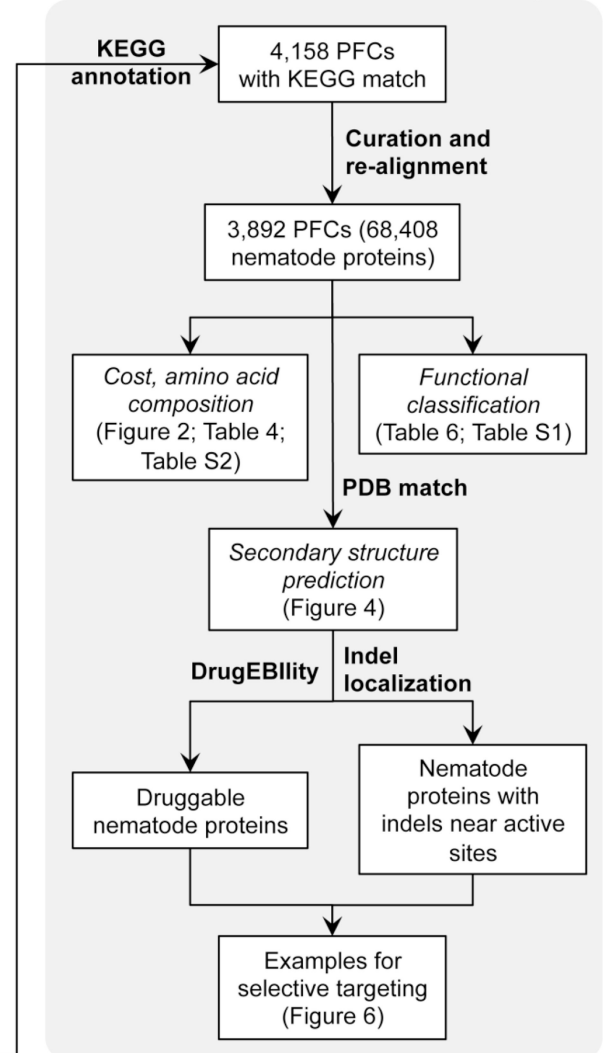 KEGG
annotation
4,158 PFCs
with KEGG match
Curation and
re-alignment
3,892 PFCs (68,408
nematode proteins)
Cost, amino acid
composition
(Figure 2; Table 4;
Table S2)
Functional
classification
(Table 6; Table S1)
PDB match
Secondary structure
prediction
(Figure 4)
DrugEBIlity
Indel
localization
Druggable
nematode proteins
Nematode
proteins with
indels near active
sites
Examples for
selective targeting
(Figure 6)